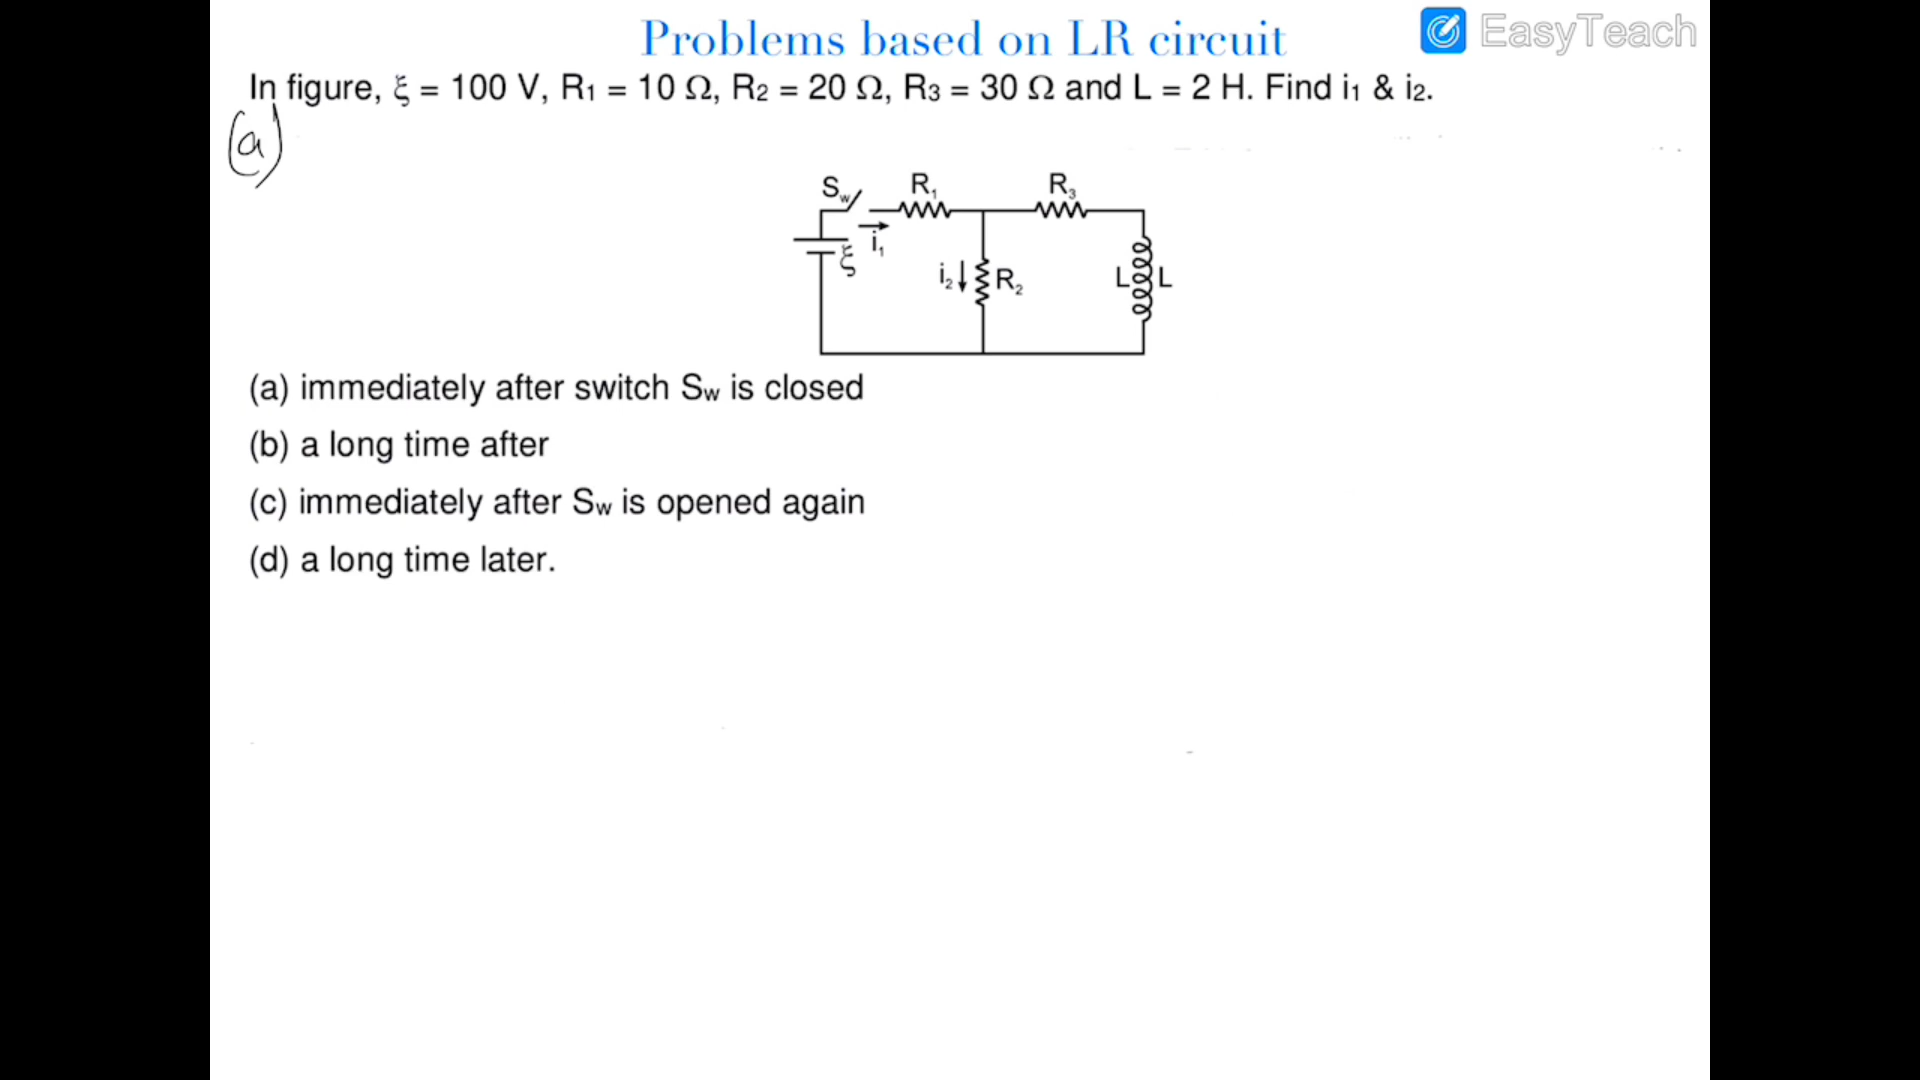 Problems based on LR circuit
EasyTeach
In figure, ξ = 100 V, R₁ = 10 Ω, R₂ = 20 Ω, R₃ = 30 Ω and L = 2 H. Find i₁ & i₂.
(a)
Sw R₁ R₃
ξ i₁
i₂ R₂ L L
(a) immediately after switch Sw is closed
(b) a long time after
(c) immediately after Sw is opened again
(d) a long time later.